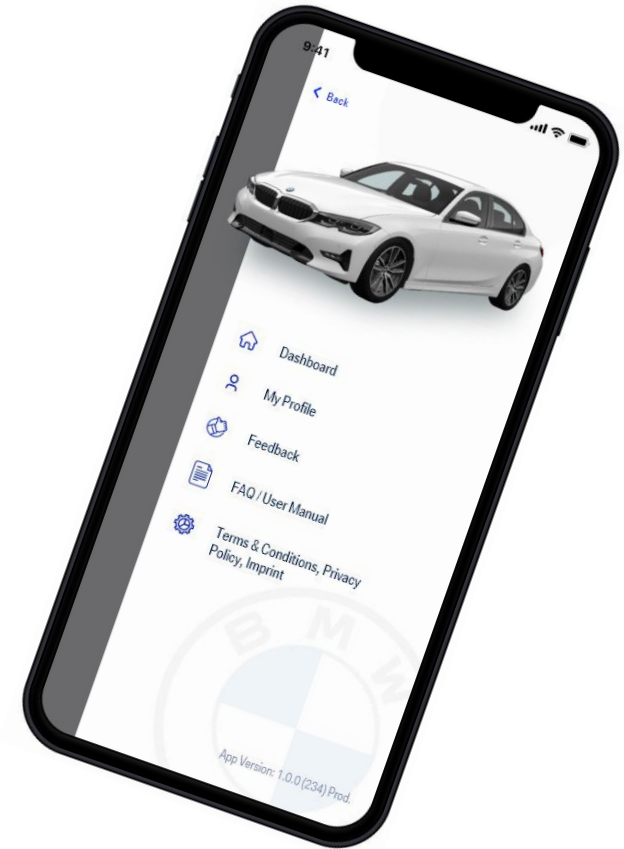 9:41
Back
Dashboard
My Profile
Feedback
FAQ / User Manual
Terms & Conditions, Privacy
Policy, Imprint
BMW
App Version: 1.0.0 (234) Prod.